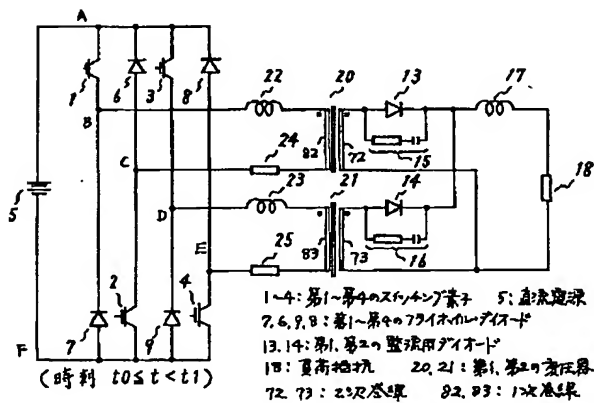 A
1
6
3
8
22
20
13
17
B
24
82
72
15
C
23
21
14
18
5
D
25
83
73
16
E
2
4
7
9
F
(時刻 t0≦t<t1)
1~4:第1~第4のスイッチング素子 5:直流電源
7,6,9,8:第1~第4のフライホイル・ダイオード
13,14:第1,第2の整流用ダイオード
18:負荷抵抗 20,21:第1,第2の変圧器
72,73:2次巻線 82,83:1次巻線